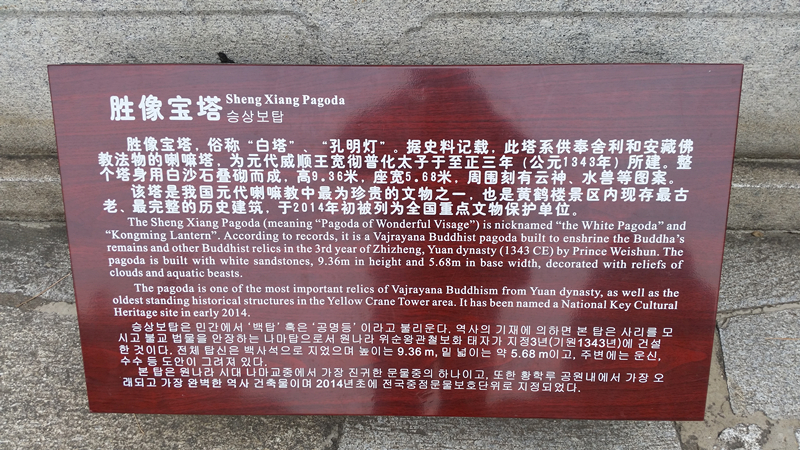 胜像宝塔 Sheng Xiang Pagoda
승상보탑
胜像宝塔，俗称“白塔”、“孔明灯”。据史料记载，此塔系供奉舍利和安藏佛
教法物的喇嘛塔，为元代威顺王宽彻普化太子于至正三年（公元1343年）所建。整
个塔身用白沙石叠砌而成，高9.36米，座宽5.68米，周围刻有云神、水兽等图案。
该塔是我国元代喇嘛教中最为珍贵的文物之一，也是黄鹤楼景区内现存最古
老、最完整的历史建筑，于2014年初被列为全国重点文物保护单位。
The Sheng Xiang Pagoda (meaning “Pagoda of Wonderful Visage”) is nicknamed “the White Pagoda” and
“Kongming Lantern”. According to records, it is a Vajrayana Buddhist pagoda built to enshrine the Buddha’s
remains and other Buddhist relics in the 3rd year of Zhizheng, Yuan dynasty (1343 CE) by Prince Weishun. The
pagoda is built with white sandstones, 9.36m in height and 5.68m in base width, decorated with reliefs of
clouds and aquatic beasts.
The pagoda is one of the most important relics of Vajrayana Buddhism from Yuan dynasty, as well as the
oldest standing historical structures in the Yellow Crane Tower area. It has been named a National Key Cultural
Heritage site in early 2014.
승상보탑은 민간에서 ‘백탑’ 혹은 ‘공명등’ 이라고 불리운다. 역사의 기재에 의하면 본 탑은 사리를 모
시고 불교 법물을 안장하는 나마탑으로서 원나라 위순왕관철보화 태자가 지정3년(기원1343년)에 건설
한 것이다. 전체 탑신은 백사석으로 지었으며 높이는 9.36 m, 밑 넓이는 약 5.68 m이고, 주변에는 운신,
수수 등 도안이 그려져 있다.
본 탑은 원나라 시대 나마교중에서 가장 진귀한 문물중의 하나이고, 또한 황학루 공원내에서 가장 오
래되고 가장 완벽한 역사 건축물이며 2014년초에 전국중점문물보호단위로 지정되었다.